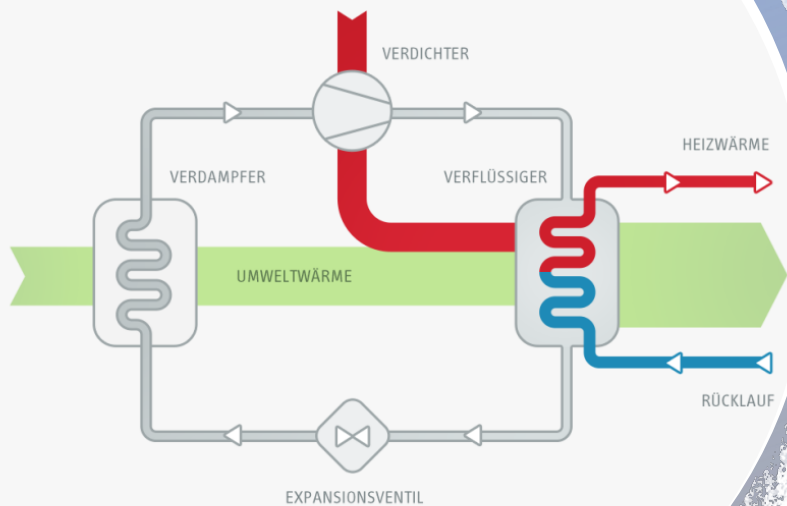 VERDICHTER
HEIZWÄRME
VERDAMPFER
VERFLÜSSIGER
UMWELTWÄRME
RÜCKLAUF
EXPANSIONSVENTIL